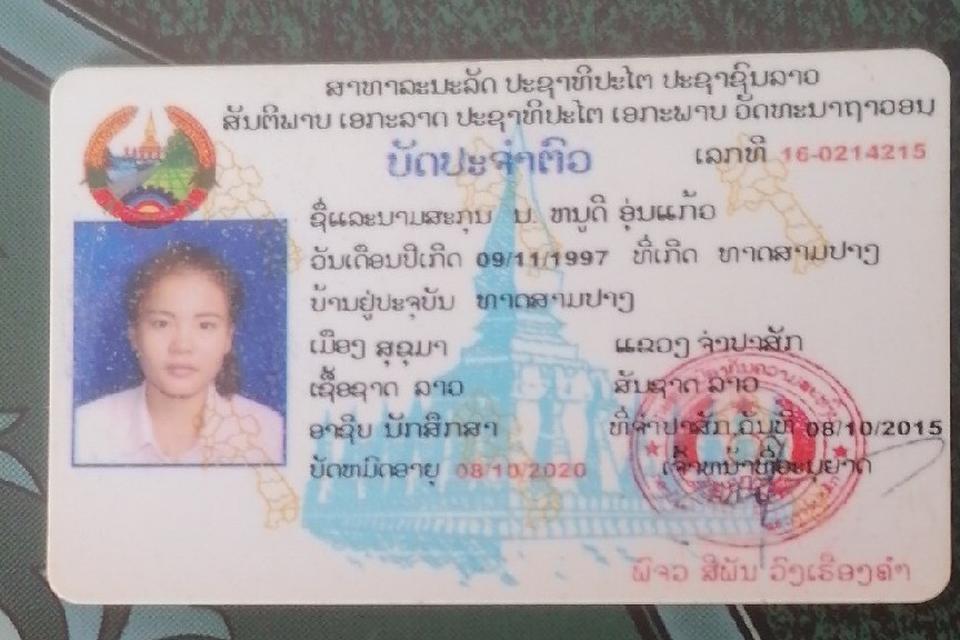 ສາທາລະນະລັດ ປະຊາທິປະໄຕ ປະຊາຊົນລາວ
ສັນຕິພາບ ເອກະລາດ ປະຊາທິປະໄຕ ເອກະພາບ ວັດທະນາຖາວອນ
ບັດປະຈຳຕົວ ເລກທີ 16-0214215
ຊື່ແລະນາມສະກຸນ ນ. ຫນູດີ ອຸ່ນແກ້ວ
ວັນເດືອນປີເກີດ 09/11/1997 ທີ່ເກີດ ທາດສາມປາງ
ບ້ານຢູ່ປະຈຸບັນ ທາດສາມປາງ
ເມືອງ ສຸຂຸມາ ແຂວງ ຈຳປາສັກ
ເຊື້ອຊາດ ລາວ ສັນຊາດ ລາວ
ອາຊີບ ນັກສຶກສາ ທີ່ຈຳປາສັກ,ວັນທີ 08/10/2015
ບັດຫມົດອາຍຸ 08/10/2020 ເຈົ້າຫນ້າທີ່ອະນຸຍາດ
ພົຈວ ສີພັນ ວົງເຮືອງຄຳ